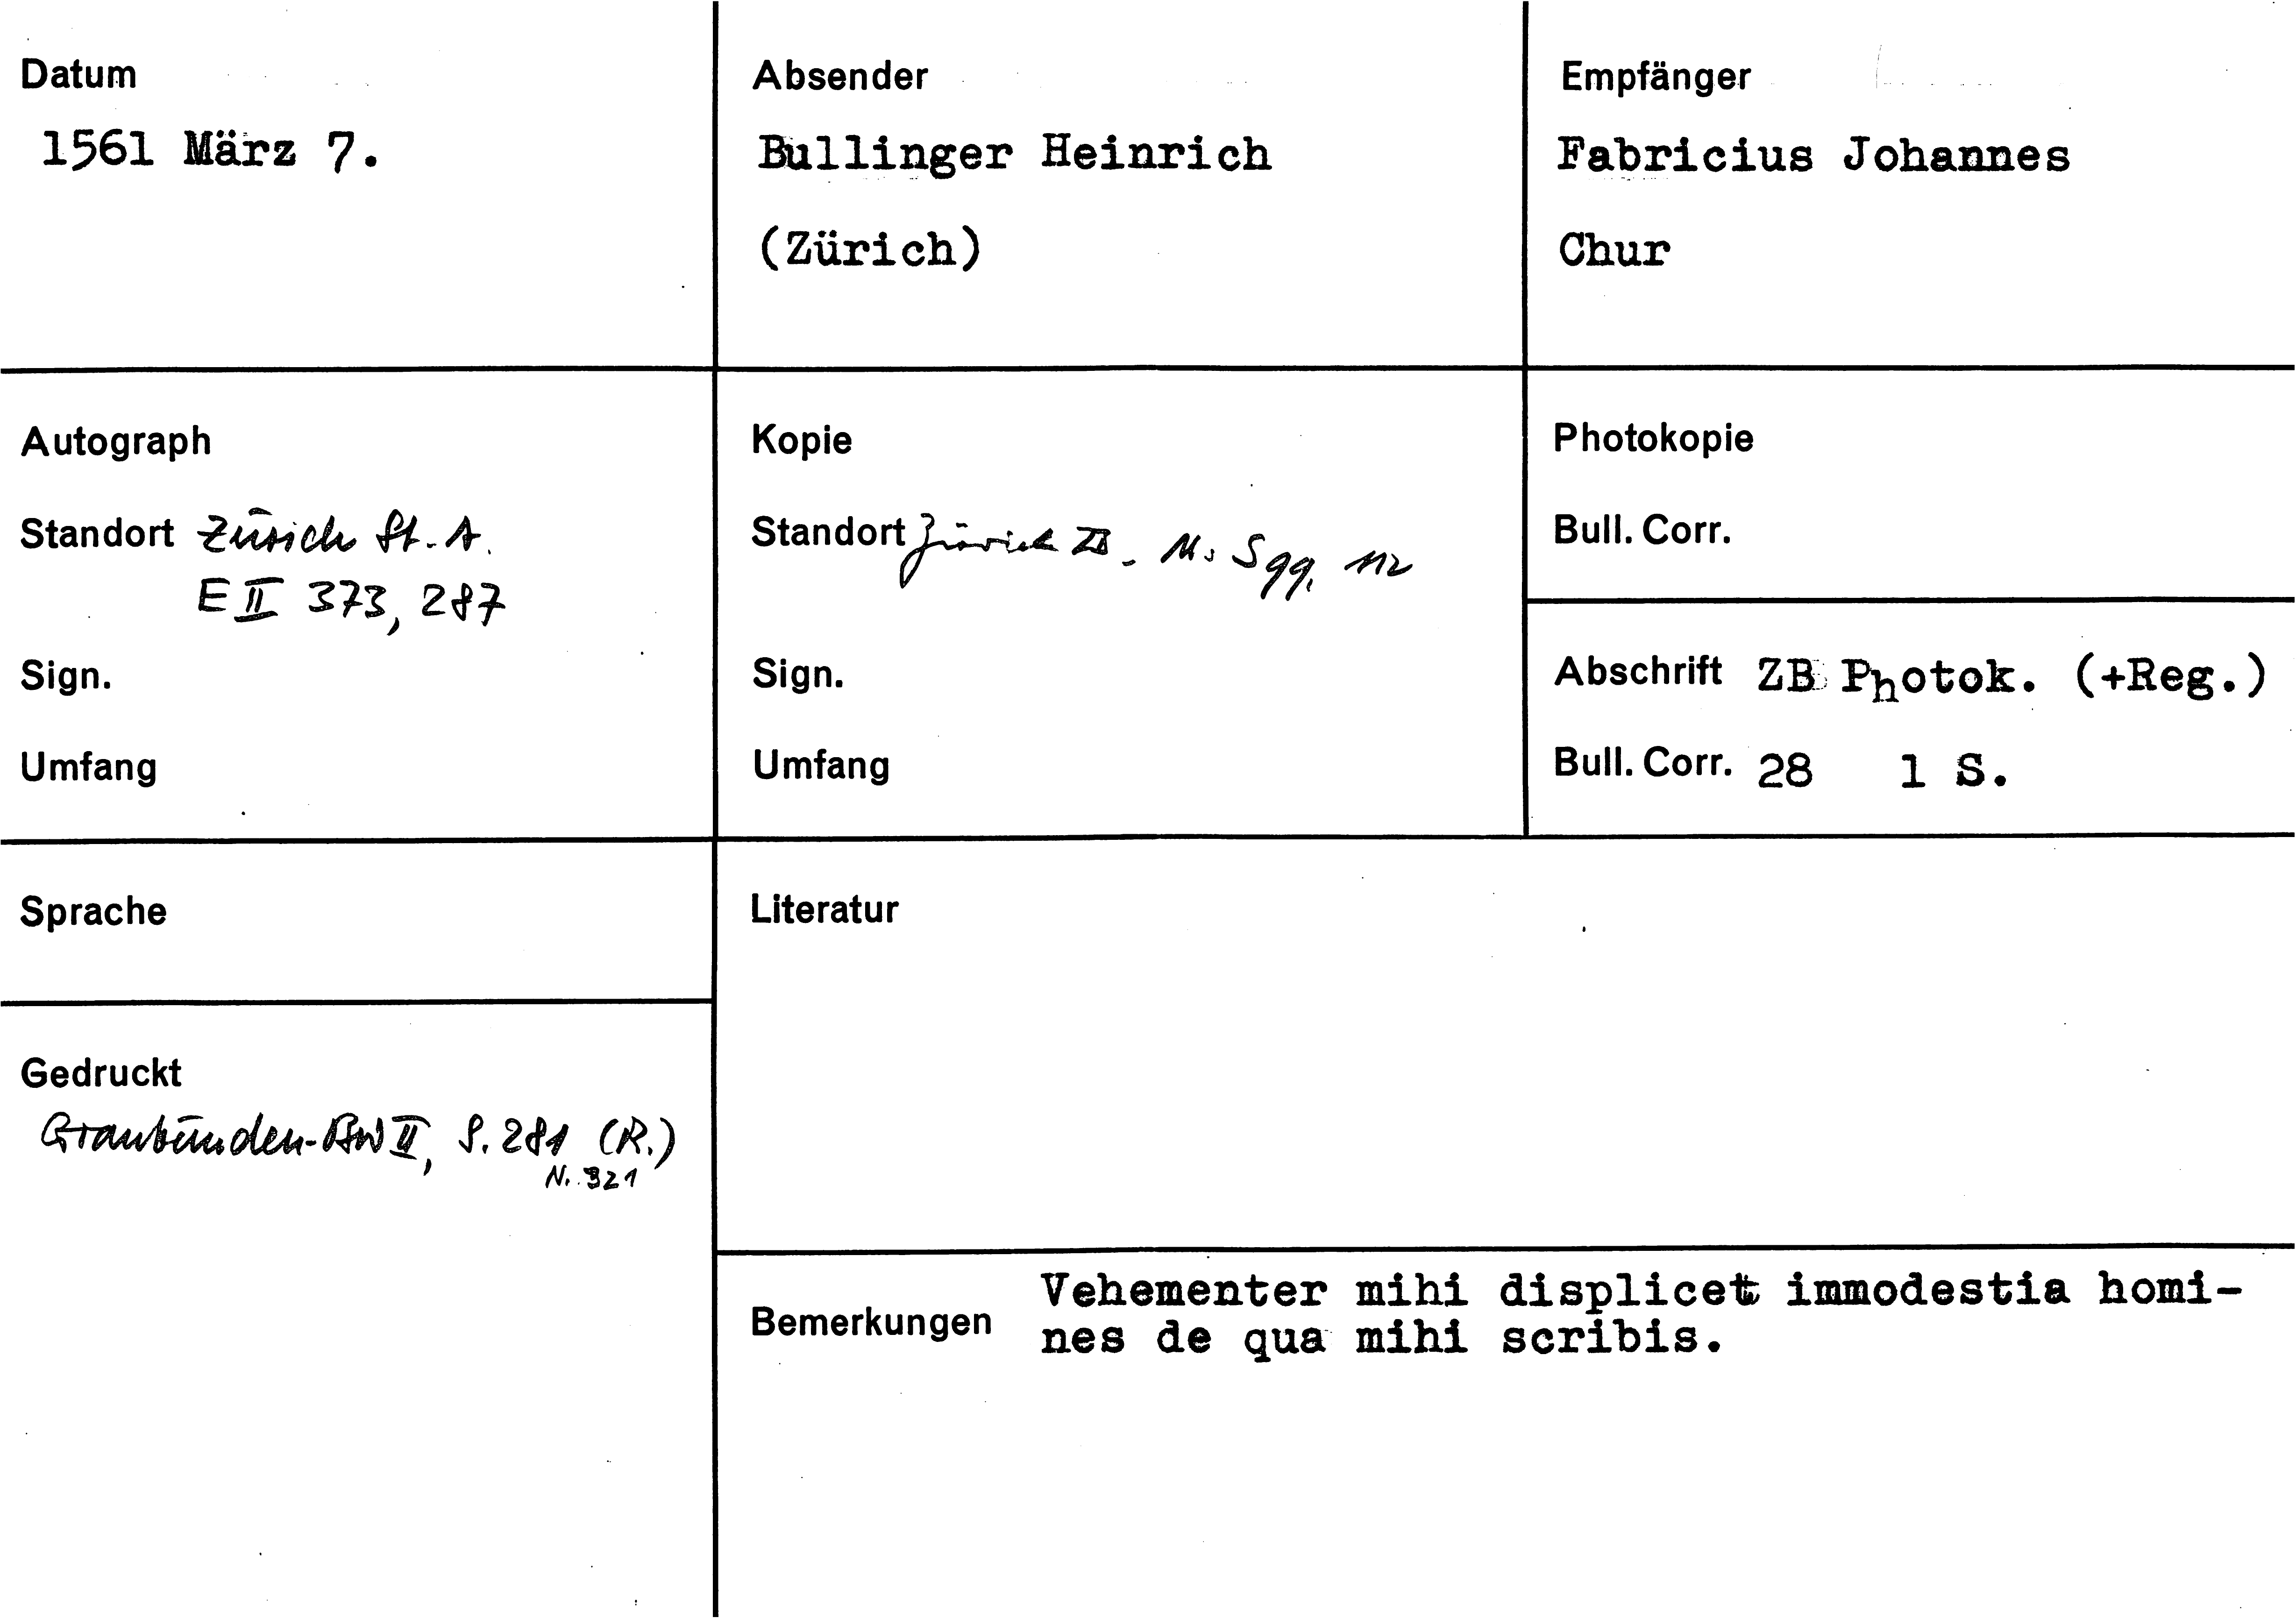 Datum
1561 März 7.
Absender
Bullinger Heinrich
(Zürich)
Empfänger
Fabricius Johannes
Chur
Autograph
Standort Zürich St. A.
E II 373, 287
Sign.
Umfang
Kopie
Standort Zürich ZB. Ms S 99, 112
Sign.
Umfang
Photokopie
Bull. Corr.
Abschrift ZB Photok. (+Reg.)
Bull. Corr. 28 1 S.
Sprache
Literatur
Gedruckt
Graubünden-BW II, S. 281 (R.)
N. 321
Bemerkungen
Vehementer mihi displicet immodestia homi-
nes de qua mihi scribis.